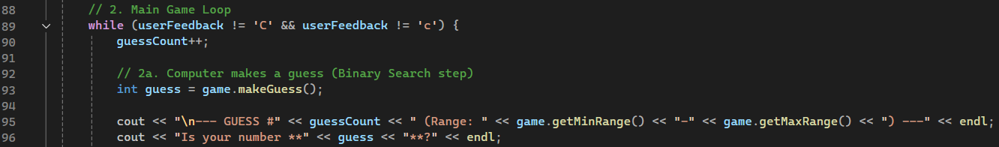 88 // 2. Main Game Loop
89 while (userFeedback != 'C' && userFeedback != 'c') {
90 guessCount++;
91
92 // 2a. Computer makes a guess (Binary Search step)
93 int guess = game.makeGuess();
94
95 cout << "\n--- GUESS #" << guessCount << " (Range: " << game.getMinRange() << "-" << game.getMaxRange() << ") ---" << endl;
96 cout << "Is your number **" << guess << "**?" << endl;